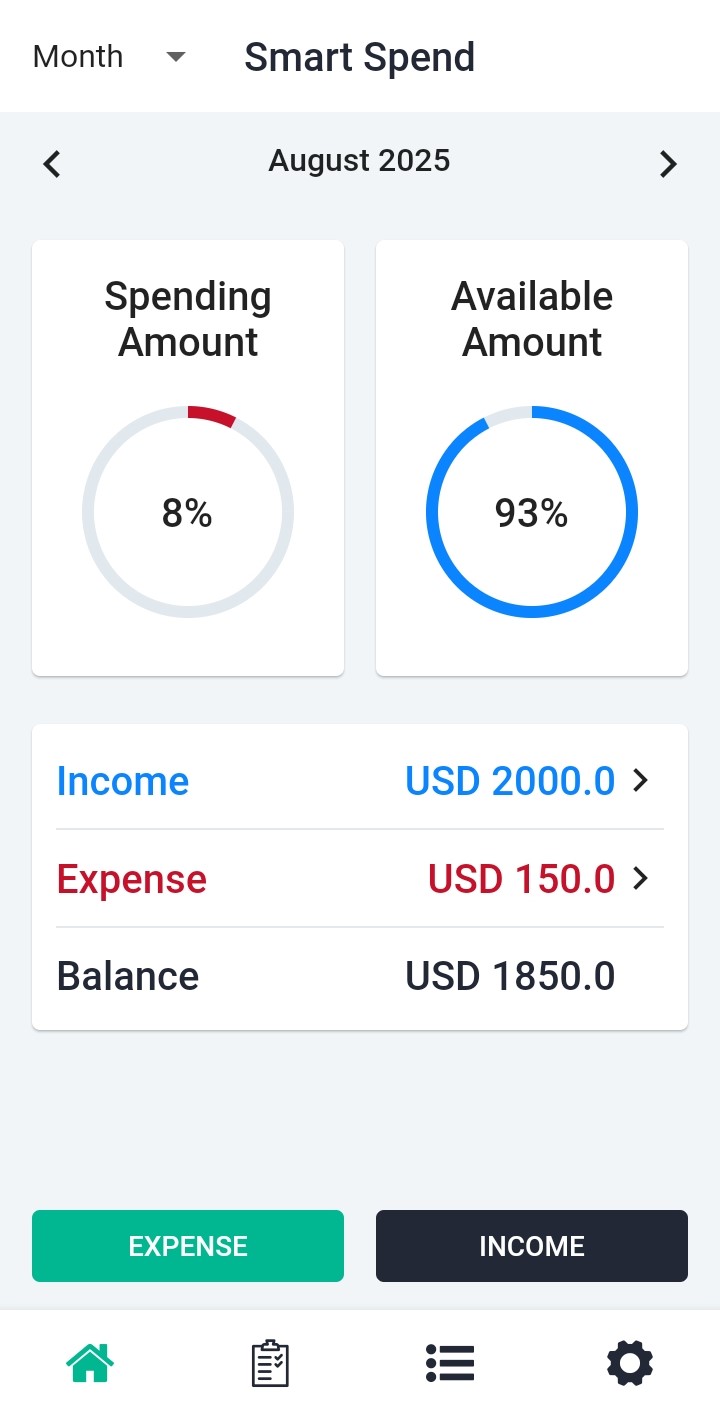 Month
Smart Spend
August 2025
Spending
Amount
Available
Amount
8%
93%
Income USD 2000.0
Expense USD 150.0
Balance USD 1850.0
EXPENSE
INCOME